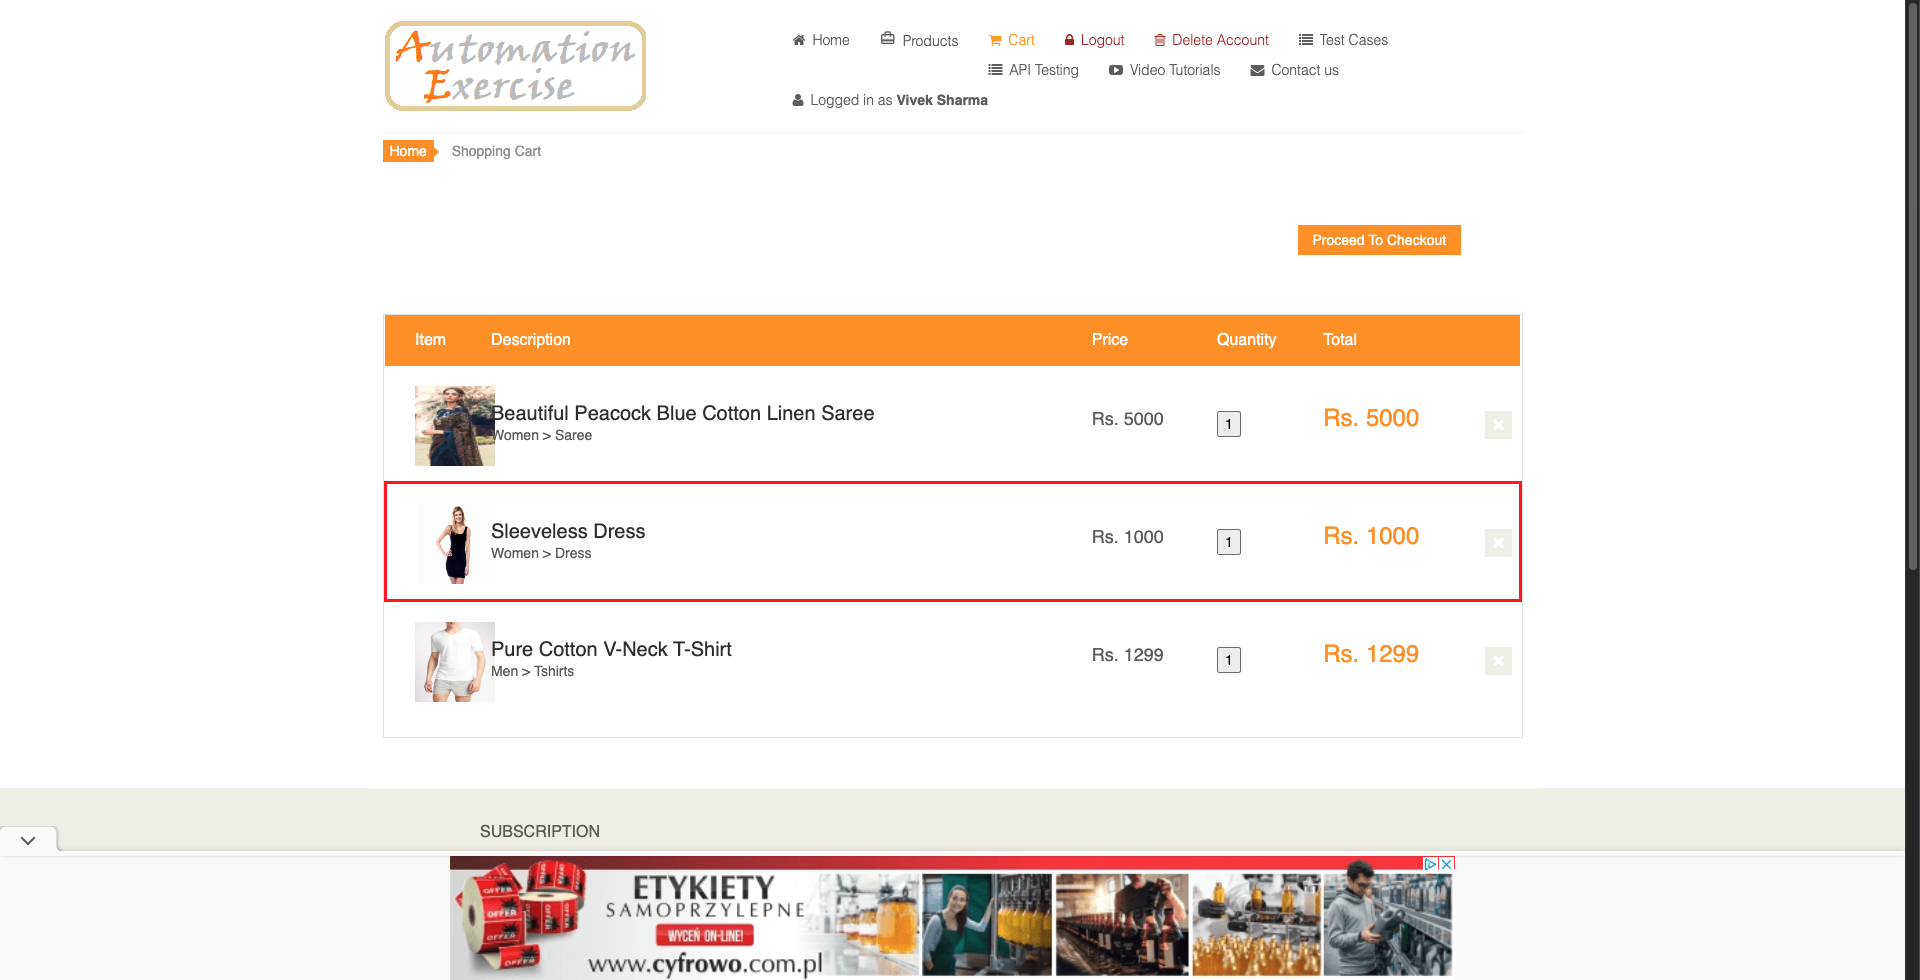 Automation
Exercise
Home
Products
Cart
Logout
Delete Account
Test Cases
API Testing
Video Tutorials
Contact us
Logged in as Vivek Sharma
Home
Shopping Cart
Proceed To Checkout
Item Description Price Quantity Total
Beautiful Peacock Blue Cotton Linen Saree
Women > Saree
Rs. 5000
1
Rs. 5000
Sleeveless Dress
Women > Dress
Rs. 1000
1
Rs. 1000
Pure Cotton V-Neck T-Shirt
Men > Tshirts
Rs. 1299
1
Rs. 1299
SUBSCRIPTION
OFFER
OFFER
OFFER
OFFER
OFFER
ETYKIETY
SAMOPRZYLEPNE
WYCEŃ ON-LINE!
www.cyfrowo.com.pl